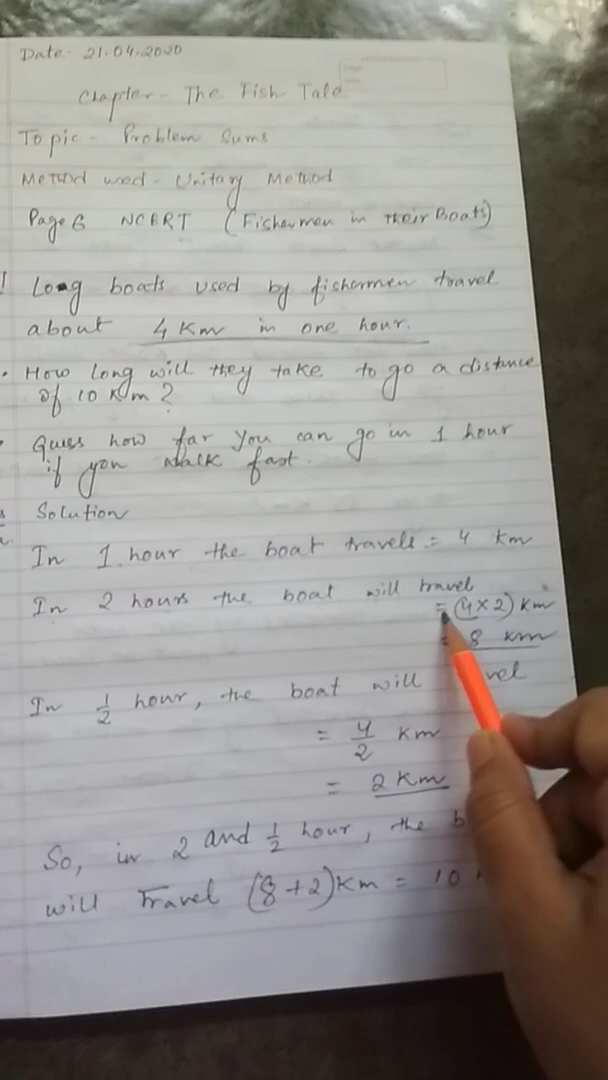 Date- 21.04.2020
Chapter- The Fish Tale
Topic- Problem Sums
Method used- Unitary Method
Page 6 NCERT (Fishermen in Their Boats)
Long boats used by fishermen travel
about 4 Km in one hour.
• How long will they take to go a distance
of 10 Km?
• Guess how far you can go in 1 hour
if you walk fast.
Solution
In 1 hour the boat travels = 4 Km
In 2 hours the boat will travel
= (4×2) Km
= 8 km
In 1/2 hour, the boat will
= 4/2 Km
= 2 Km
So, in 2 and 1/2 hour, the
will Travel (8+2)Km = 10